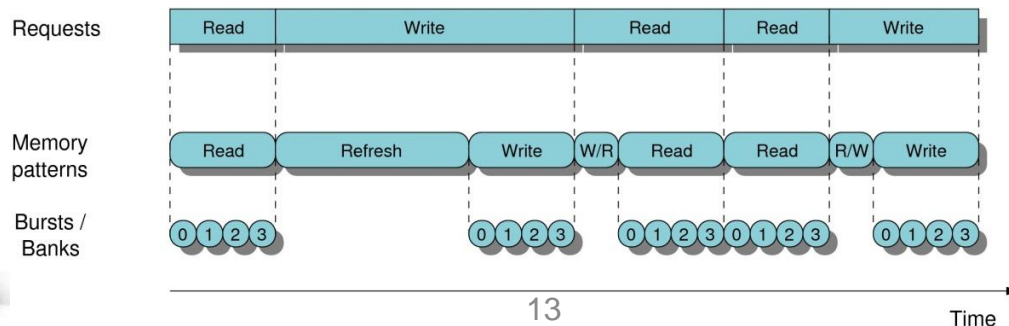 Requests Read Write Read Read Write
Memory
patterns
Read Refresh Write W/R Read Read R/W Write
Bursts /
Banks
0 1 2 3 0 1 2 3 0 1 2 3 0 1 2 3 0 1 2 3
13
Time